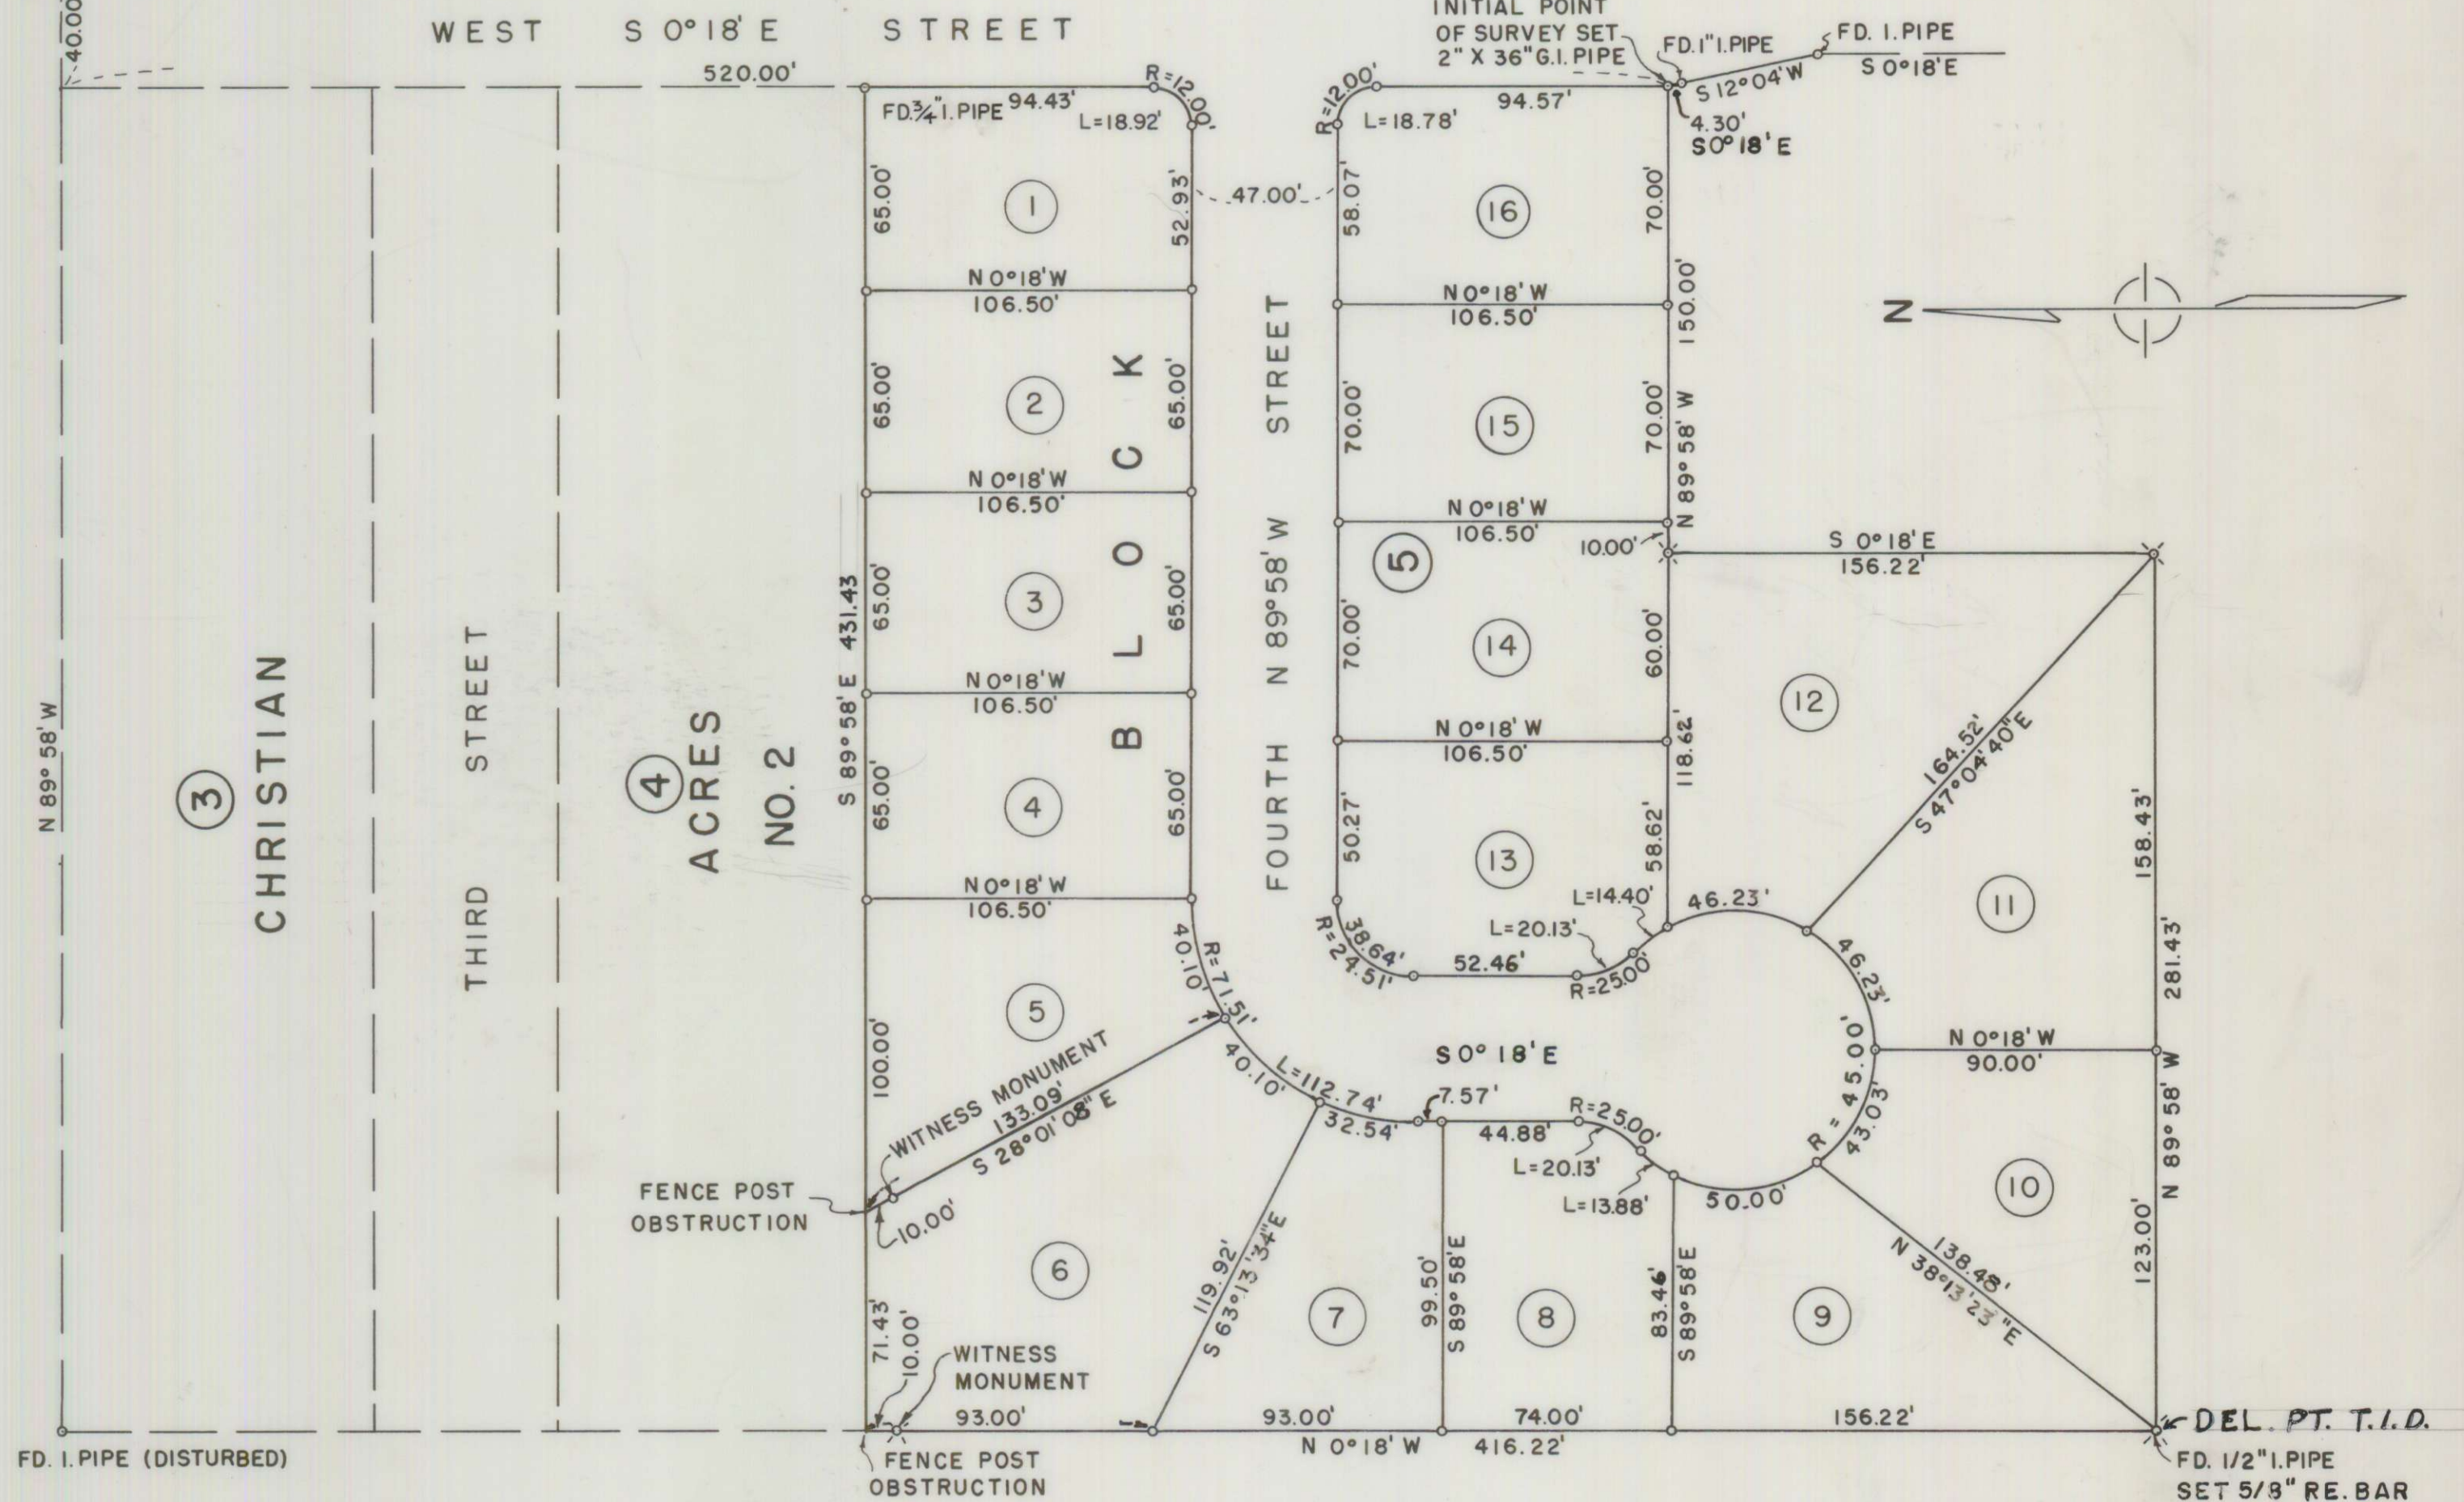 40.00
WEST S 0°18' E STREET
520.00'
INITIAL POINT
OF SURVEY SET
2" X 36" G.I. PIPE
FD. 1" I. PIPE
FD. I. PIPE
S 12°04' W
S 0°18' E
4.30'
S 0°18' E
FD. 3/4" I. PIPE
94.43'
R=12.00'
L=18.92'
R=12.00'
L=18.78'
94.57'
65.00'
1
52.93'
47.00'
58.07'
16
70.00'
N 0°18' W
106.50'
N 0°18' W
106.50'
150.00'
N 89°58' W
N
65.00'
2
65.00'
70.00'
15
70.00'
N 0°18' W
106.50'
N 0°18' W
106.50'
10.00'
S 0°18' E
156.22'
BLOCK
5
FOURTH N 89°58' W STREET
S 89°58' E 431.43
65.00'
3
65.00'
70.00'
14
60.00'
118.62'
12
N 0°18' W
106.50'
N 0°18' W
106.50'
164.52'
S 47°04'40" E
N 89°58' W
3
CHRISTIAN
THIRD STREET
4
ACRES
NO. 2
65.00'
4
65.00'
50.27'
13
58.62'
158.43'
11
281.43'
N 89°58' W
N 0°18' W
106.50'
L=14.40'
46.23'
L=20.13'
R=25.00'
38.64'
R=24.51'
52.46'
46.23'
R = 45.00'
43.03'
N 0°18' W
90.00'
40.10'
R=71.51'
5
100.00'
WITNESS MONUMENT
133.09'
S 28°01'08" E
40.10'
L=112.74'
32.54'
S 0°18' E
7.57'
44.88'
R=25.00'
L=20.13'
L=13.88'
50.00'
FENCE POST
OBSTRUCTION
10.00'
6
119.92'
S 63°13'34" E
7
99.50'
S 89°58' E
8
83.46'
S 89°58' E
9
10
138.48'
N 38°13'23" E
123.00'
71.43'
10.00'
WITNESS
MONUMENT
93.00'
93.00'
74.00'
156.22'
N 0°18' W 416.22'
DEL. PT. T.I.D.
FD. I. PIPE (DISTURBED)
FENCE POST
OBSTRUCTION
FD. 1/2" I. PIPE
SET 5/8" RE. BAR